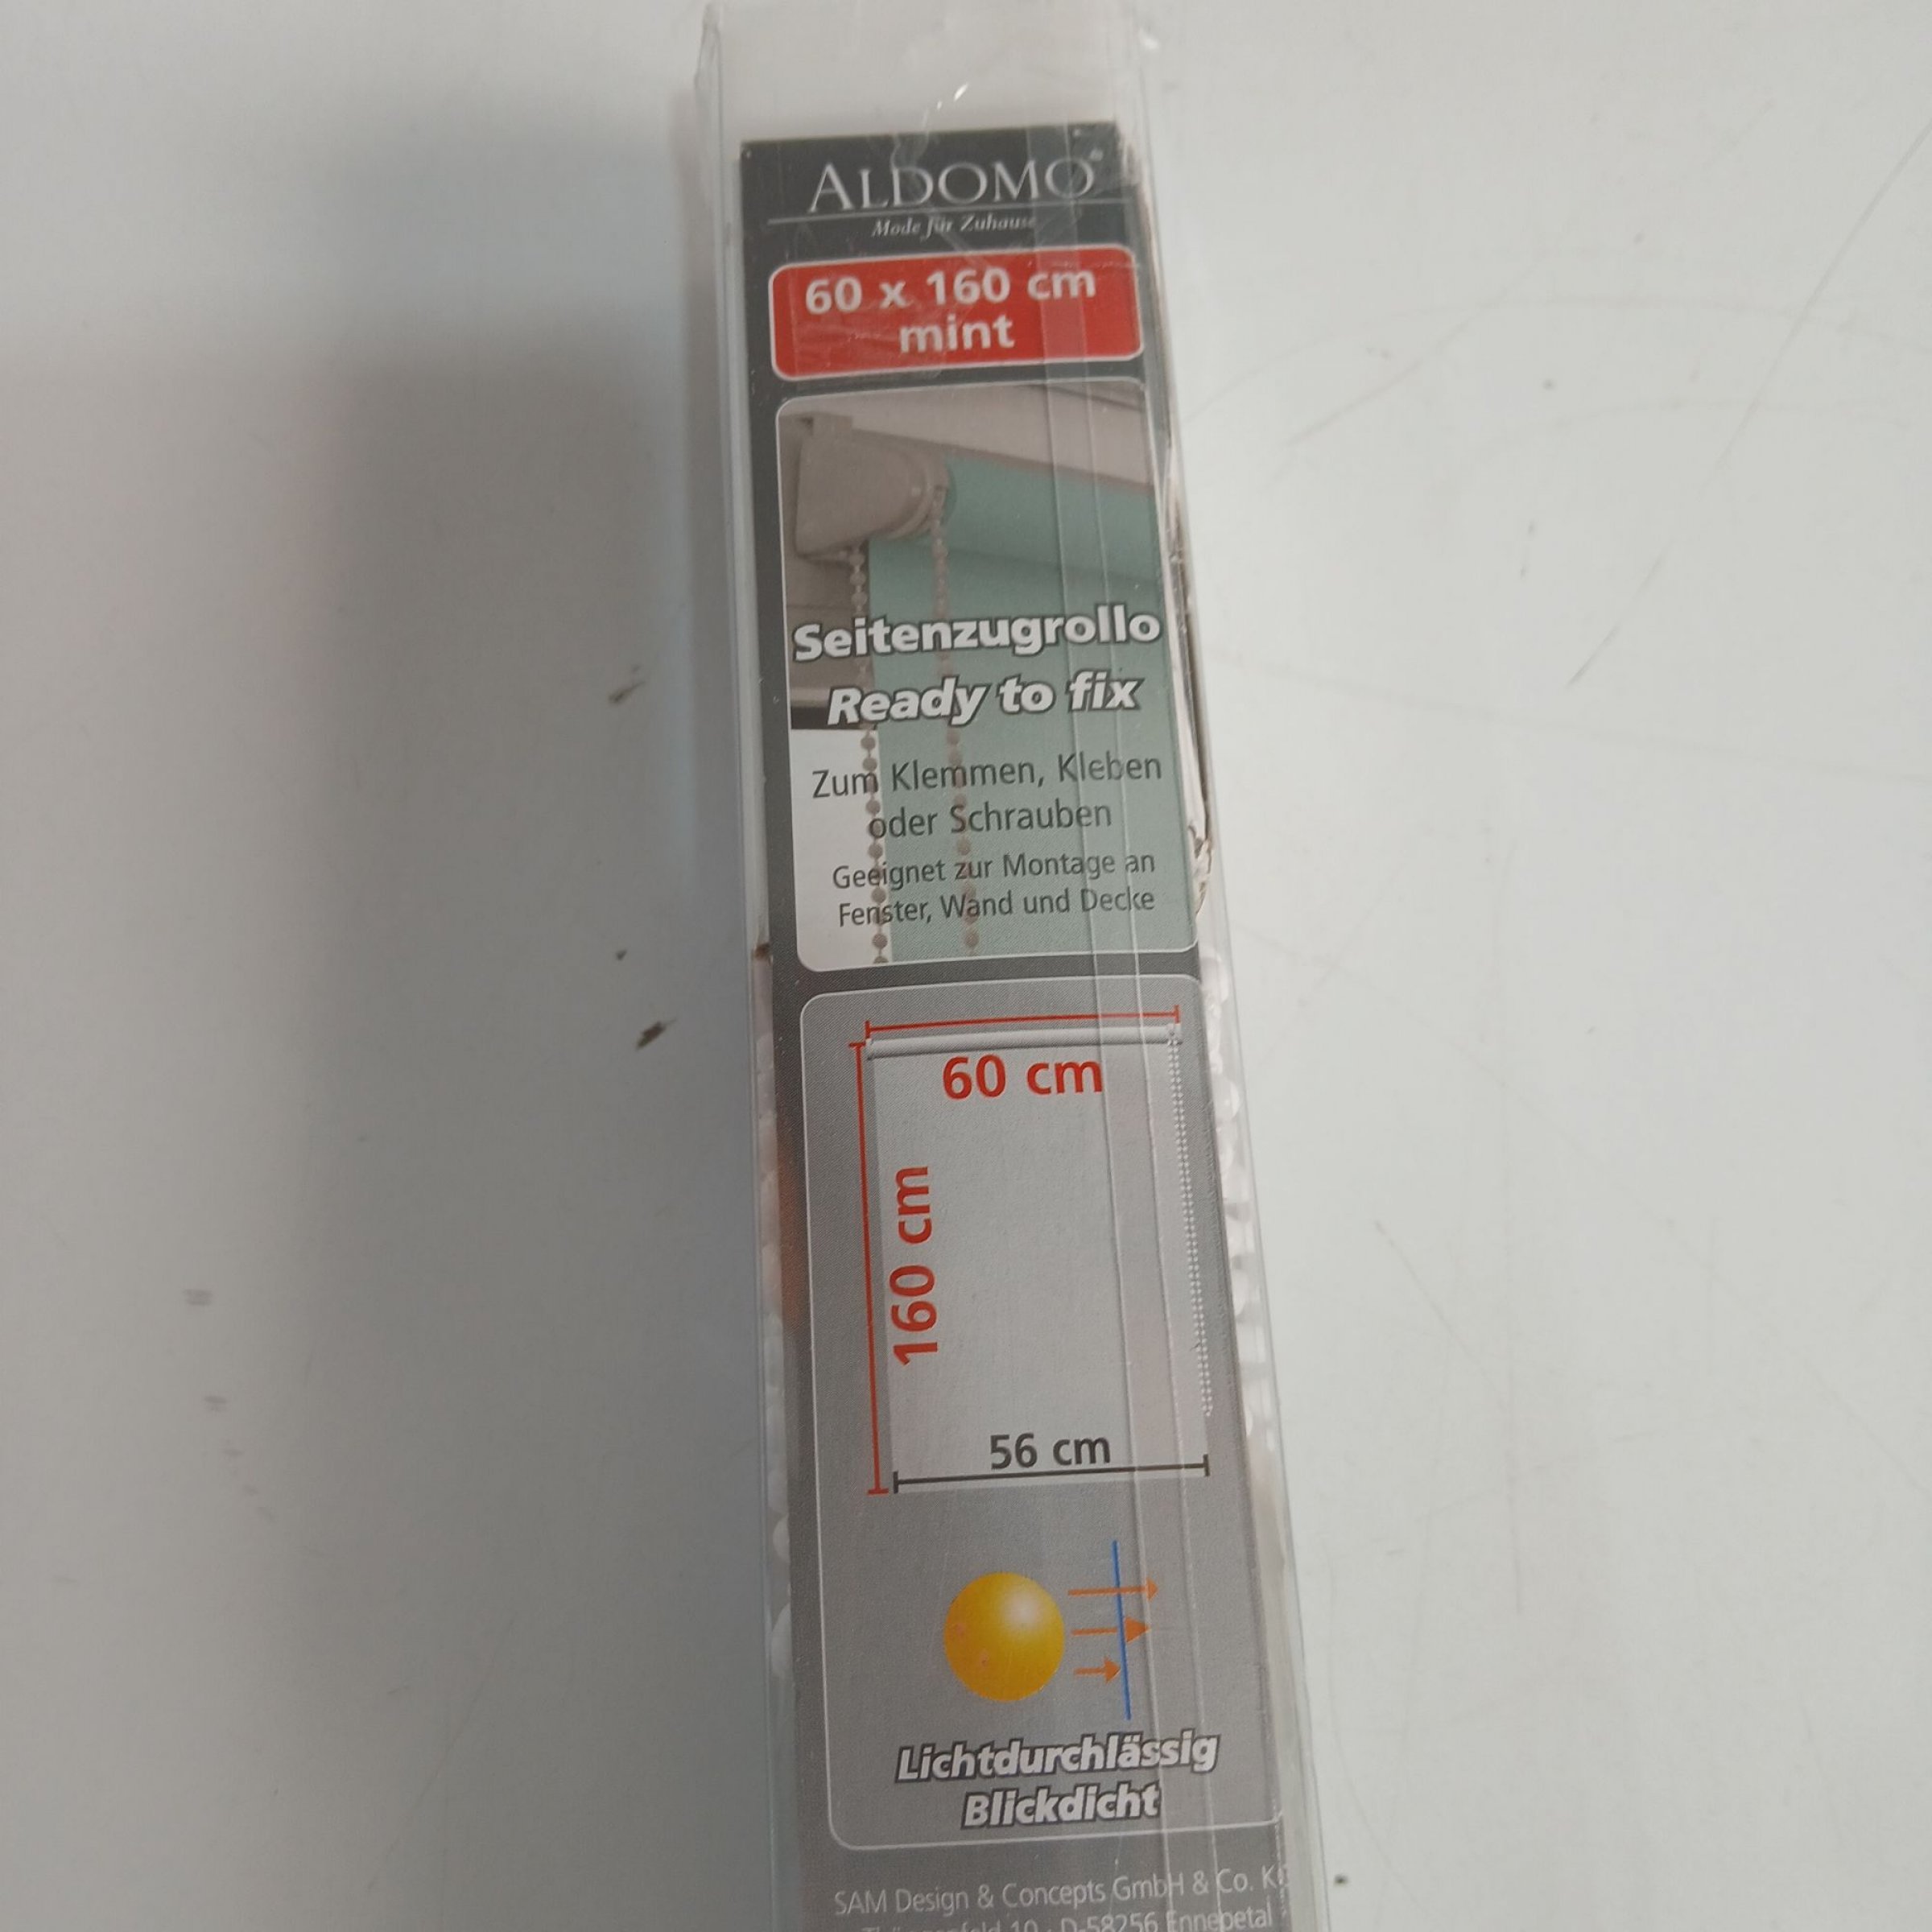 ALDOMO
Mode für Zuhause
60 x 160 cm
mint
Seitenzugrollo
Ready to fix
Zum Klemmen, Kleben
oder Schrauben
Geeignet zur Montage an
Fenster, Wand und Decke
60 cm
160 cm
56 cm
Lichtdurchlässig
Blickdicht
SAM Design & Concepts GmbH & Co.
10 · D-58256 Ennepetal